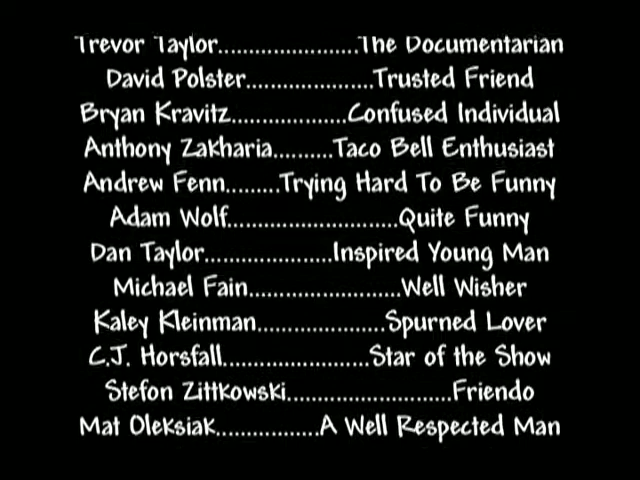 Trevor Taylor......................The Documentarian
David Polster....................Trusted Friend
Bryan Kravitz..................Confused Individual
Anthony Zakharia..........Taco Bell Enthusiast
Andrew Fenn.........Trying Hard To Be Funny
Adam Wolf...........................Quite Funny
Dan Taylor....................Inspired Young Man
Michael Fain........................Well Wisher
Kaley Kleinman....................Spurned Lover
C.J. Horsfall.......................Star of the Show
Stefon Zittkowski..........................Friendo
Mat Oleksiak................A Well Respected Man